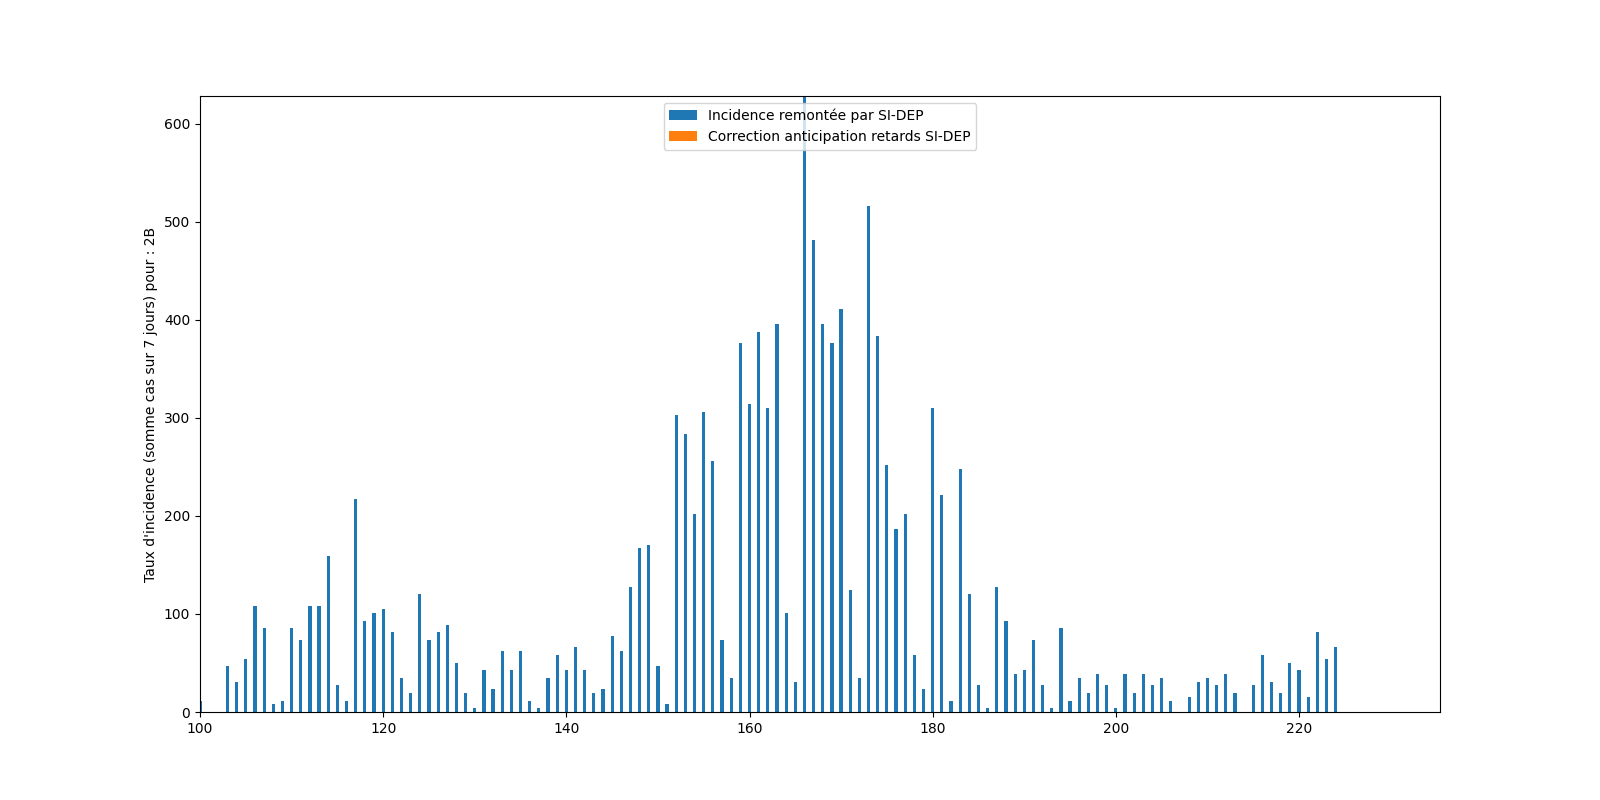 Incidence remontée par SI-DEP
Correction anticipation retards SI-DEP
Taux d'incidence (somme cas sur 7 jours) pour : 2B
600
500
400
300
200
100
0
100 120 140 160 180 200 220